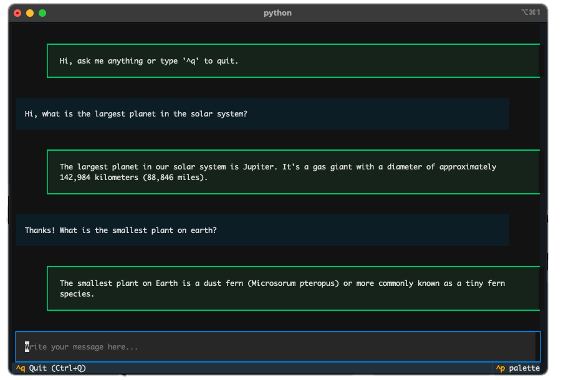 python
⌥⌘1
Hi, ask me anything or type '^q' to quit.
Hi, what is the largest planet in the solar system?
The largest planet in our solar system is Jupiter. It's a gas giant with a diameter of approximately
142,984 kilometers (88,846 miles).
Thanks! What is the smallest plant on earth?
The smallest plant on Earth is a dust fern (Microsorum pteropus) or more commonly known as a tiny fern
species.
Write your message here...
^q Quit (Ctrl+Q)
^p palette